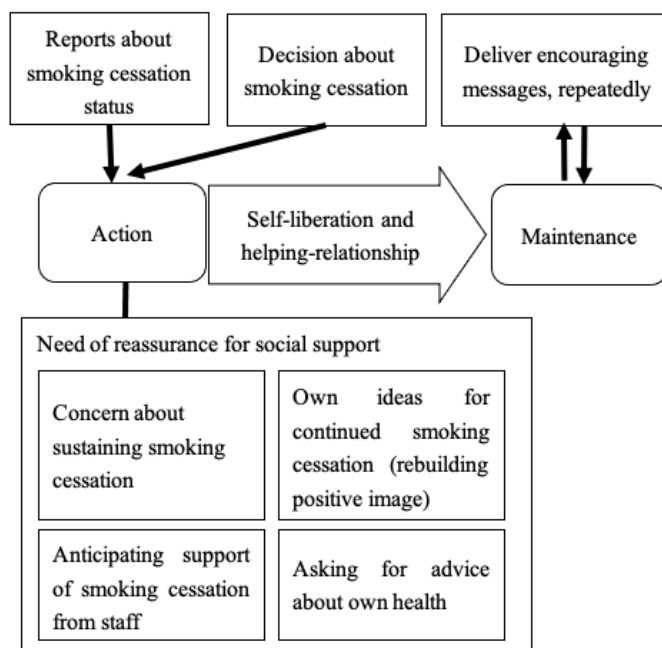 Reports about
smoking cessation
status
Decision about
smoking cessation
Deliver encouraging
messages, repeatedly
Action
Self-liberation and
helping-relationship
Maintenance
Need of reassurance for social support
Concern about
sustaining smoking
cessation
Own ideas for
continued smoking
cessation (rebuilding
positive image)
Anticipating support
of smoking cessation
from staff
Asking for advice
about own health